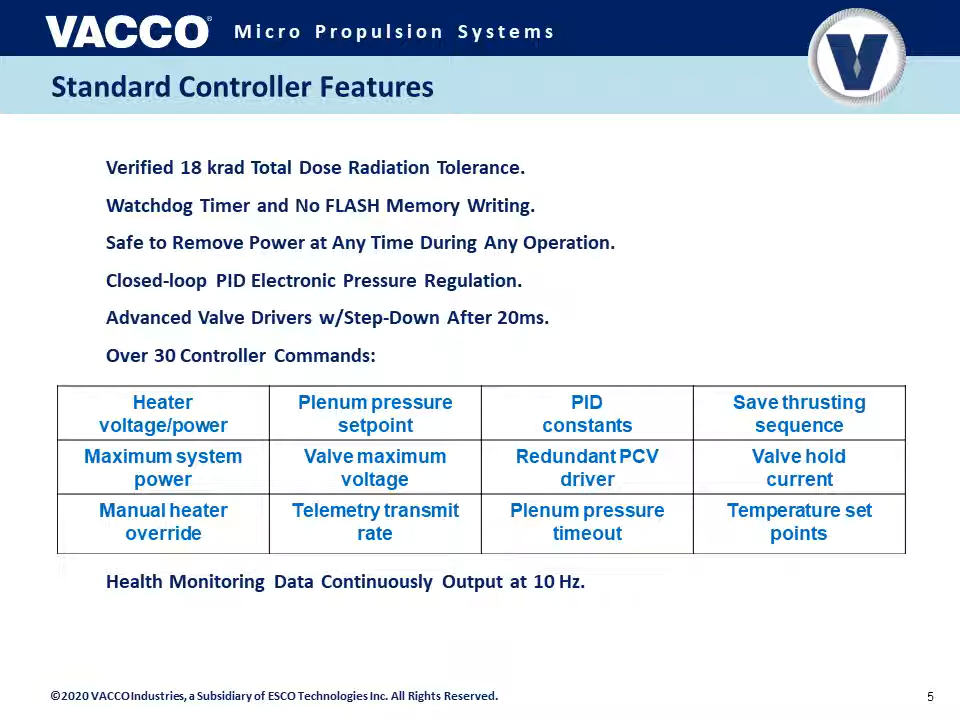 VACCO® Micro Propulsion Systems
Standard Controller Features
Verified 18 krad Total Dose Radiation Tolerance.
Watchdog Timer and No FLASH Memory Writing.
Safe to Remove Power at Any Time During Any Operation.
Closed-loop PID Electronic Pressure Regulation.
Advanced Valve Drivers w/Step-Down After 20ms.
Over 30 Controller Commands:
Heater voltage/power
Plenum pressure setpoint
PID constants
Save thrusting sequence
Maximum system power
Valve maximum voltage
Redundant PCV driver
Valve hold current
Manual heater override
Telemetry transmit rate
Plenum pressure timeout
Temperature set points
Health Monitoring Data Continuously Output at 10 Hz.
©2020 VACCO Industries, a Subsidiary of ESCO Technologies Inc. All Rights Reserved.
5